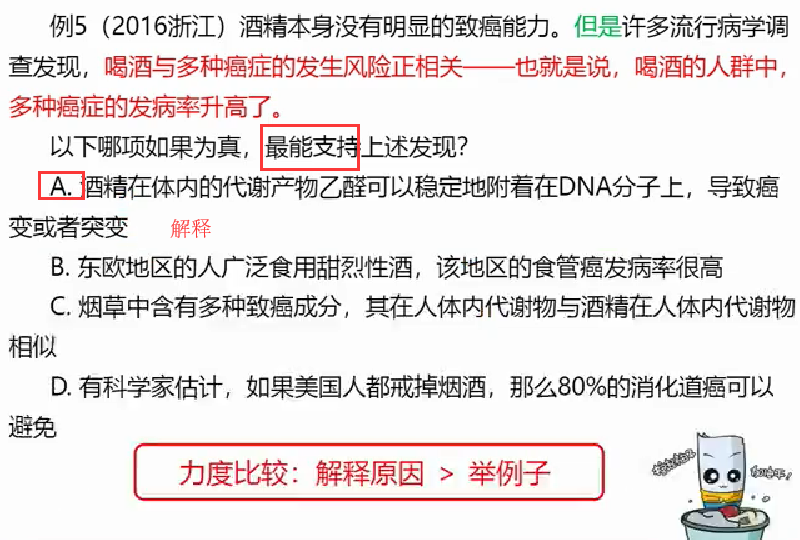 例5（2016浙江）酒精本身没有明显的致癌能力。但是许多流行病学调
查发现，喝酒与多种癌症的发生风险正相关——也就是说，喝酒的人群中，
多种癌症的发病率升高了。
以下哪项如果为真，最能支持上述发现？
A. 酒精在体内的代谢产物乙醛可以稳定地附着在DNA分子上，导致癌
变或者突变 解释
B. 东欧地区的人广泛食用甜烈性酒，该地区的食管癌发病率很高
C. 烟草中含有多种致癌成分，其在人体内代谢物与酒精在人体内代谢物
相似
D. 有科学家估计，如果美国人都戒掉烟酒，那么80%的消化道癌可以
避免
力度比较：解释原因 > 举例子